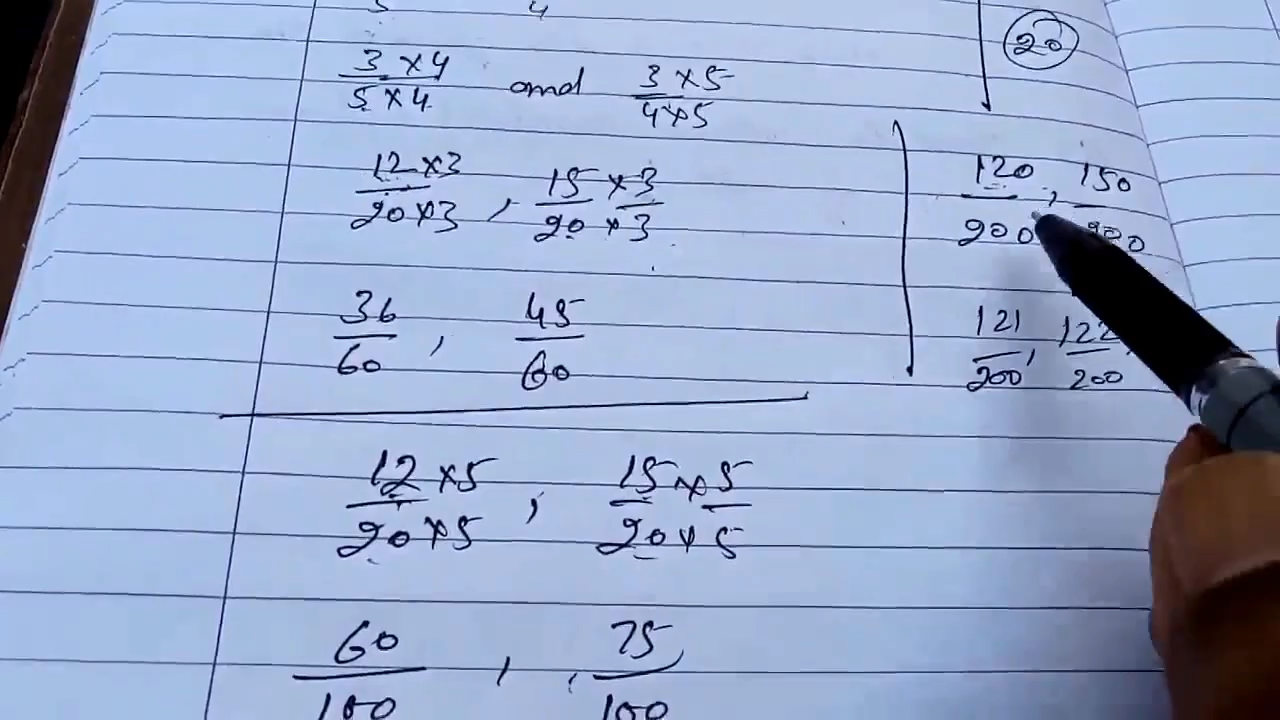 5 4
20
3 × 4 / 5 × 4 and 3 × 5 / 4 × 5
12 × 3 / 20 × 3 , 15 × 3 / 20 × 3
36 / 60 , 45 / 60
120 / 200 , 150 / 200
121 / 200 , 122 / 200
12 × 5 / 20 × 5 , 15 × 5 / 20 × 5
60 / 100 , 75 / 100